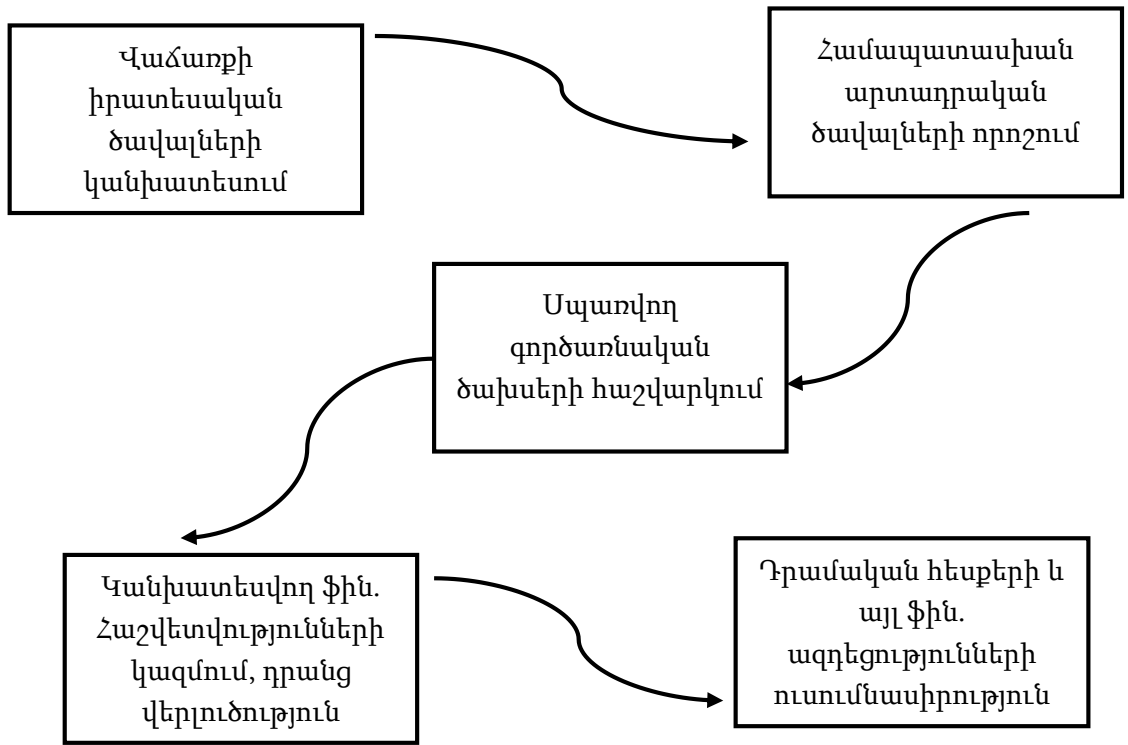 Վաճառքի
իրատեսական
ծավալների
կանխատեսում
Համապատասխան
արտադրական
ծավալների որոշում
Սպառվող
գործառնական
ծախսերի հաշվարկում
Կանխատեսվող ֆին.
Հաշվետվությունների
կազմում, դրանց
վերլուծություն
Դրամական հեսքերի և
այլ ֆին.
ազդեցությունների
ուսումնասիրություն